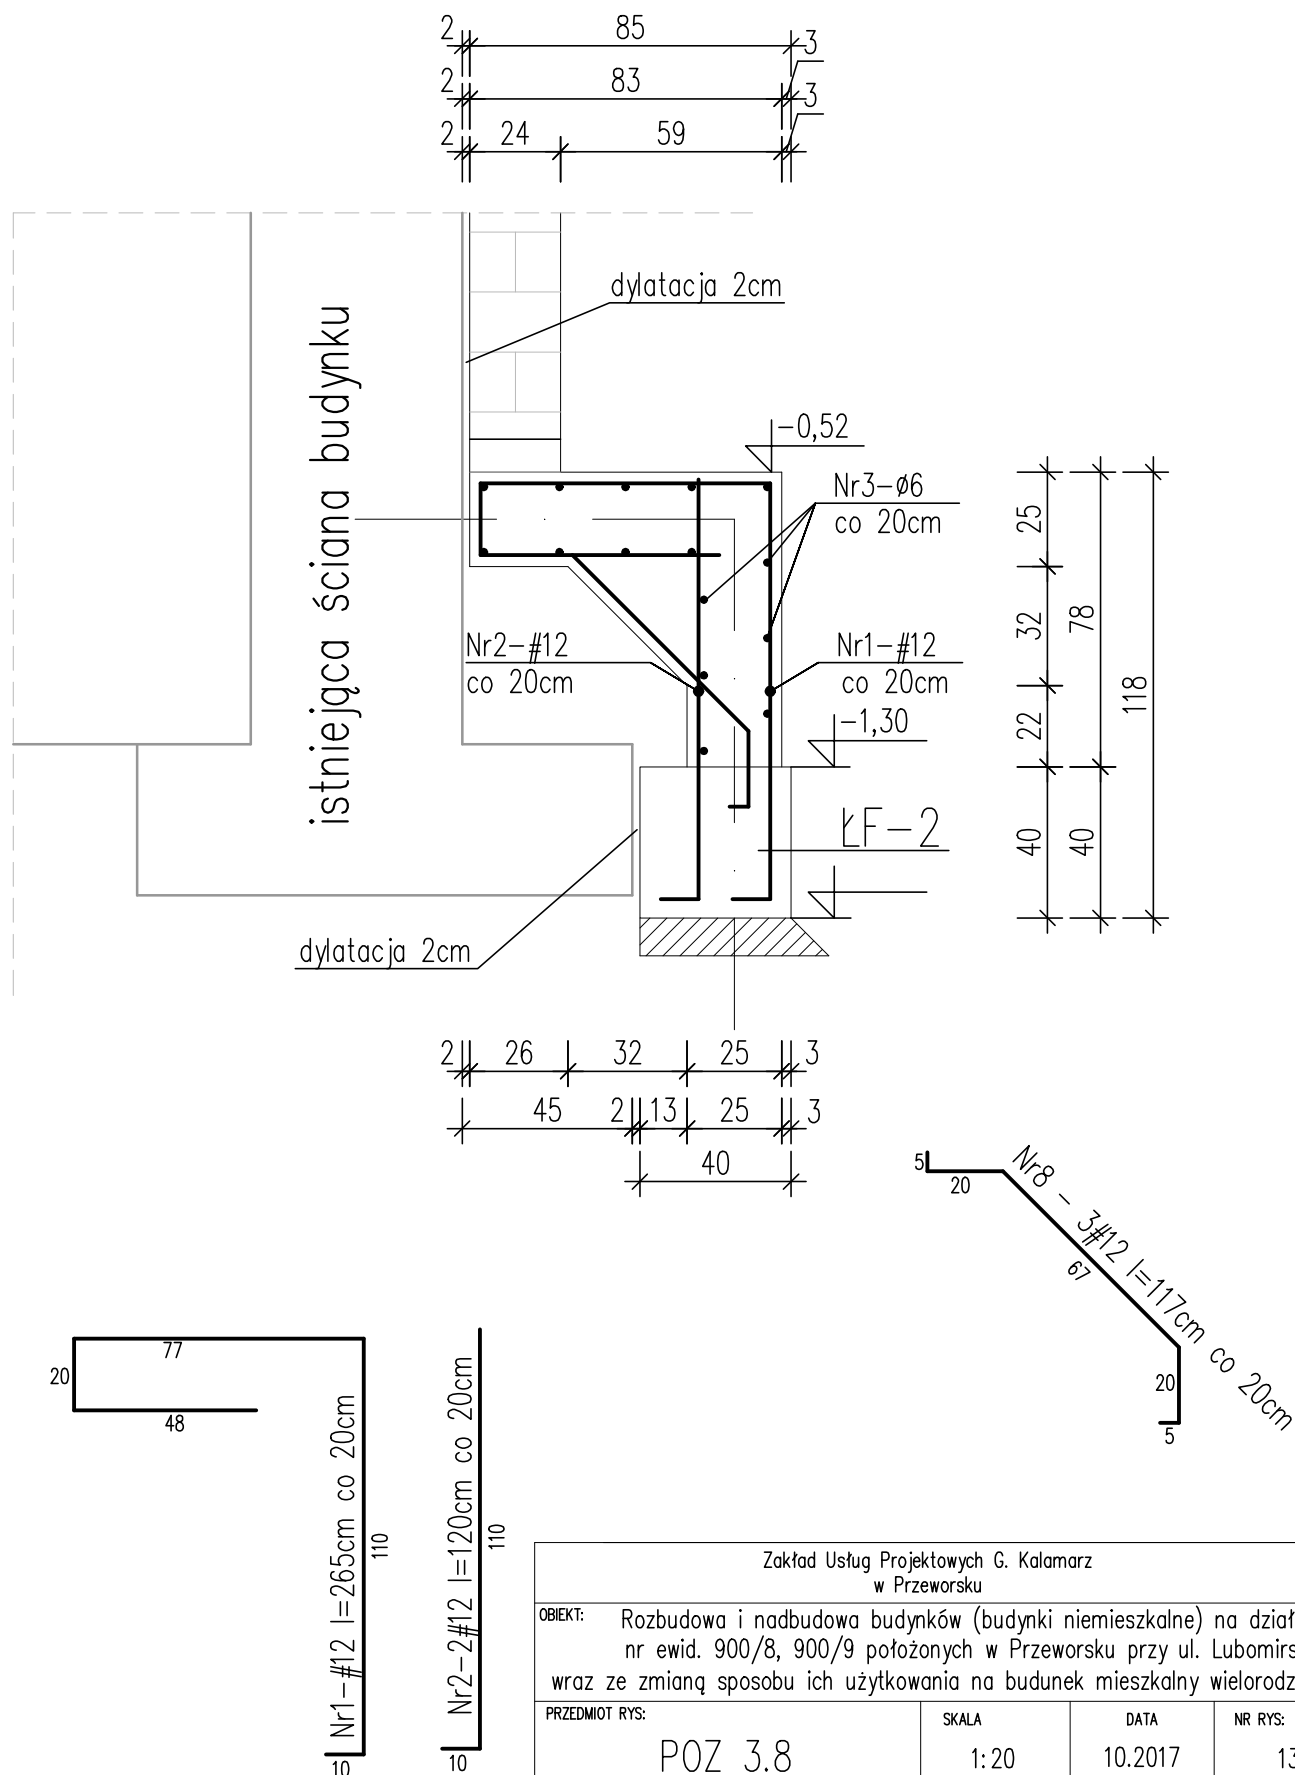 2 85 3
2 83 3
2 24 59
dylatacja 2cm
istniejąca ściana budynku
-0,52
Nr3-ø6
co 20cm
25
32
22
40
78
40
118
Nr2-#12
co 20cm
Nr1-#12
co 20cm
-1,30
ŁF-2
dylatacja 2cm
2 26 32 25 3
45 2 13 25 3
40
5
20
Nr8 - 3#12 l=117cm co 20cm
67
20
5
77
20
48
Nr1-#12 l=265cm co 20cm
110
10
Nr2-2#12 l=120cm co 20cm
110
10
Zakład Usług Projektowych G. Kalamarz
w Przeworsku
OBIEKT: Rozbudowa i nadbudowa budynków (budynki niemieszkalne) na dział
nr ewid. 900/8, 900/9 położonych w Przeworsku przy ul. Lubomirs
wraz ze zmianą sposobu ich użytkowania na budunek mieszkalny wielorodz
PRZEDMIOT RYS: SKALA DATA NR RYS:
POZ 3.8 1:20 10.2017 13